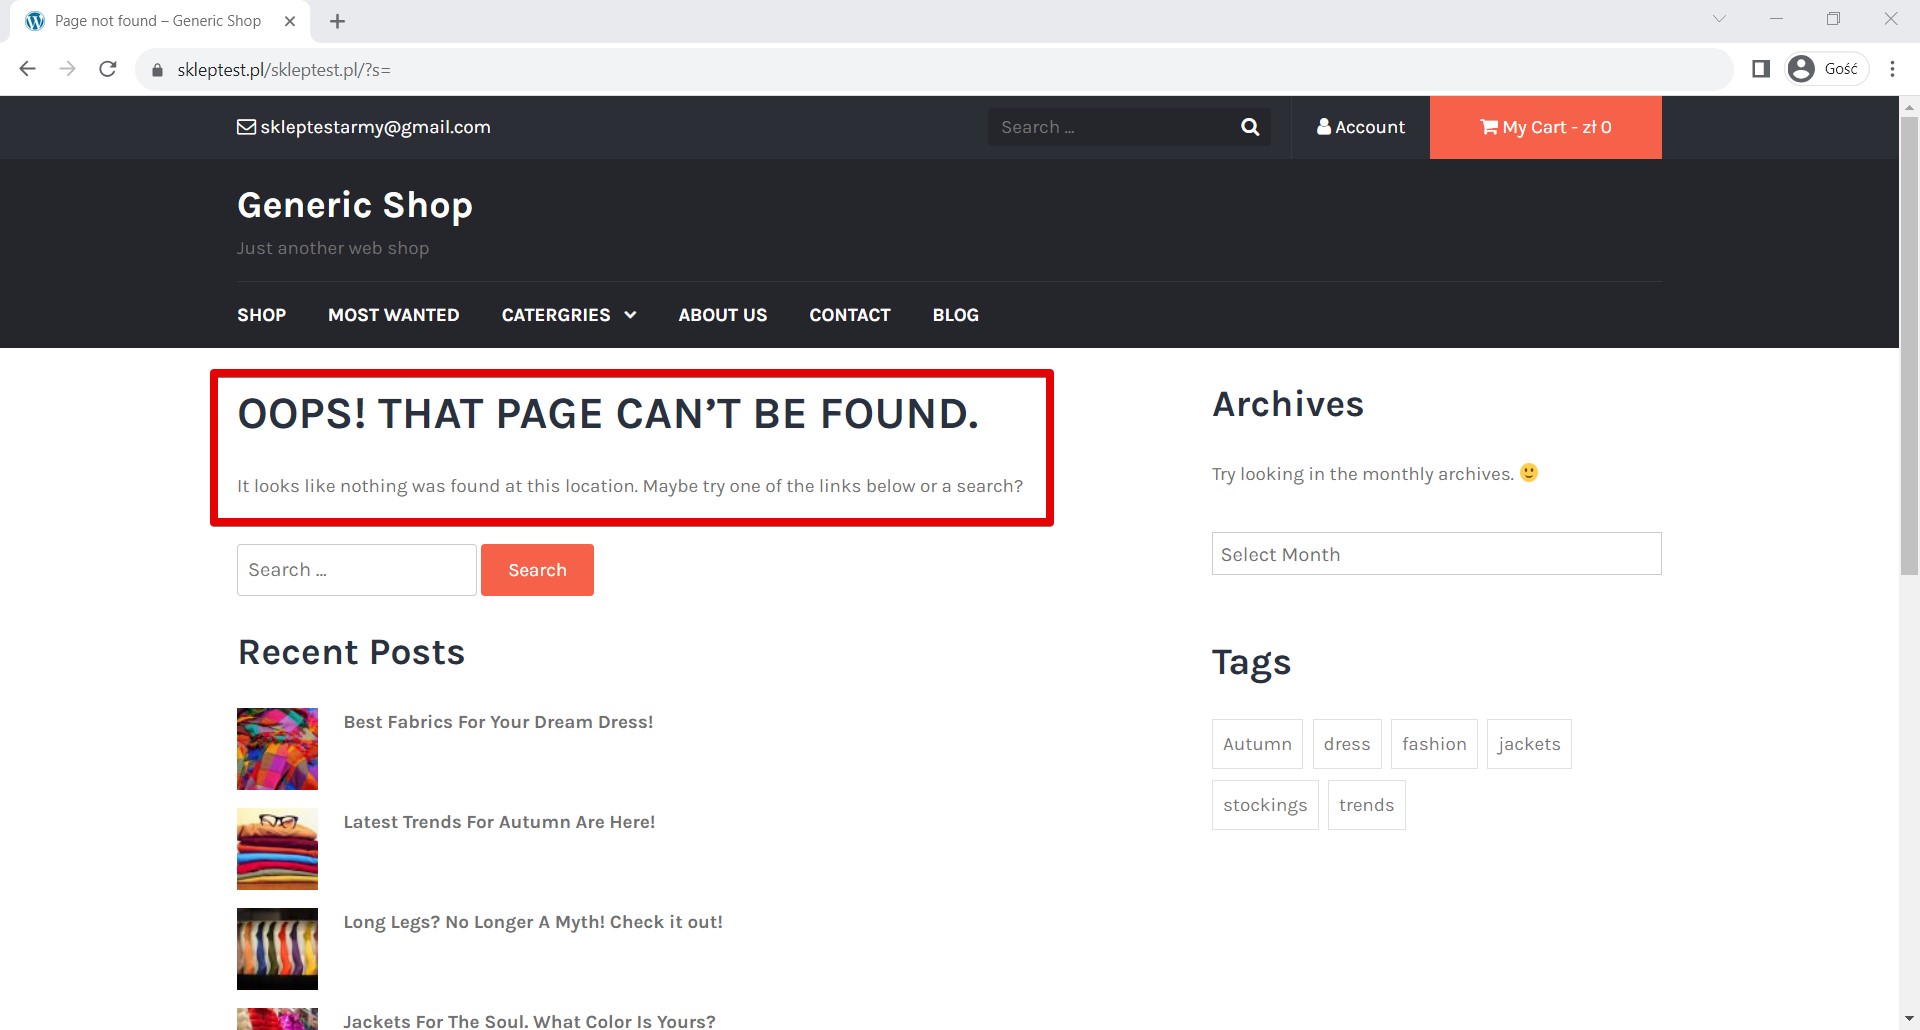 Page not found – Generic Shop
skleptest.pl/skleptest.pl/?s=
Gość
skleptestarmy@gmail.com
Search ...
Account
My Cart - zł 0
Generic Shop
Just another web shop
SHOP
MOST WANTED
CATERGRIES
ABOUT US
CONTACT
BLOG
OOPS! THAT PAGE CAN’T BE FOUND.
It looks like nothing was found at this location. Maybe try one of the links below or a search?
Search ...
Search
Recent Posts
Best Fabrics For Your Dream Dress!
Latest Trends For Autumn Are Here!
Long Legs? No Longer A Myth! Check it out!
Jackets For The Soul. What Color Is Yours?
Archives
Try looking in the monthly archives. 🙂
Select Month
Tags
Autumn
dress
fashion
jackets
stockings
trends